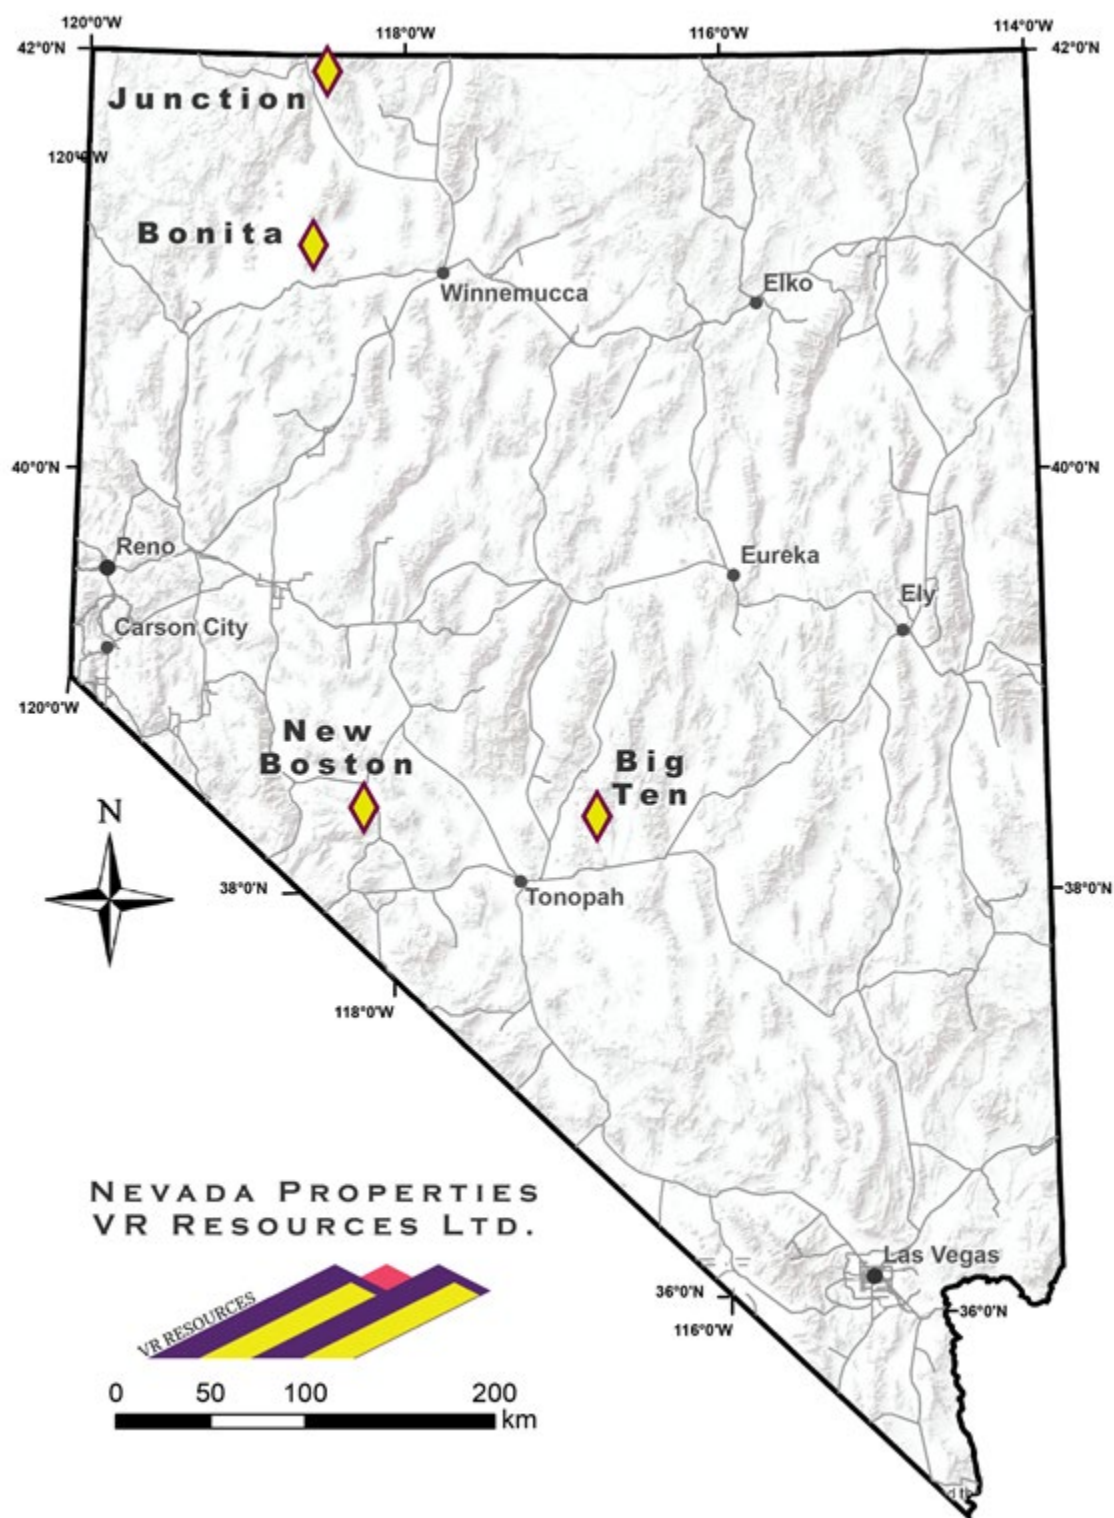 120°0'W
118°0'W
116°0'W
114°0'W
42°0'N
42°0'N
Junction
120°0'W
Bonita
Winnemucca
Elko
40°0'N
40°0'N
Reno
Eureka
Ely
Carson City
120°0'W
New
Boston
Big
Ten
N
38°0'N
38°0'N
Tonopah
118°0'W
NEVADA PROPERTIES
VR RESOURCES LTD.
Las Vegas
36°0'N
36°0'N
116°0'W
VR RESOURCES
0 50 100 200
km